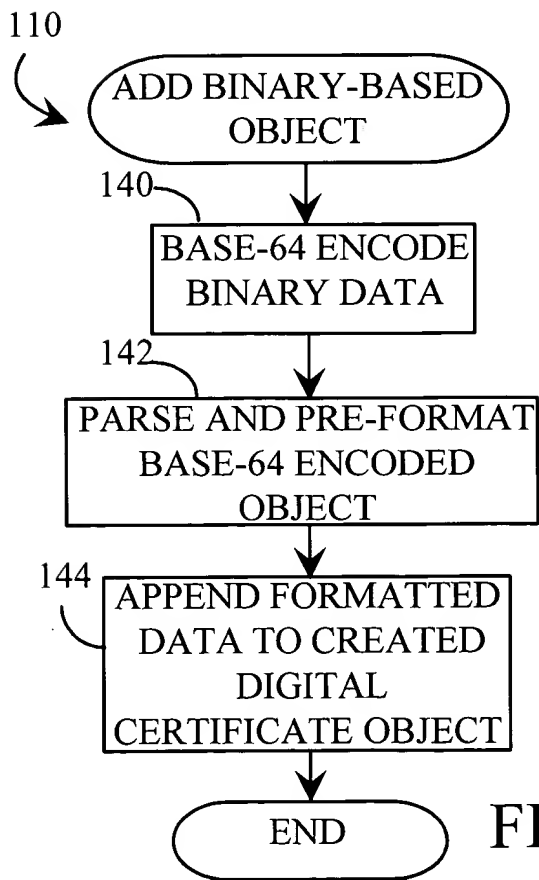 110
ADD BINARY-BASED
OBJECT
140
BASE-64 ENCODE
BINARY DATA
142
PARSE AND PRE-FORMAT
BASE-64 ENCODED
OBJECT
144
APPEND FORMATTED
DATA TO CREATED
DIGITAL
CERTIFICATE OBJECT
END